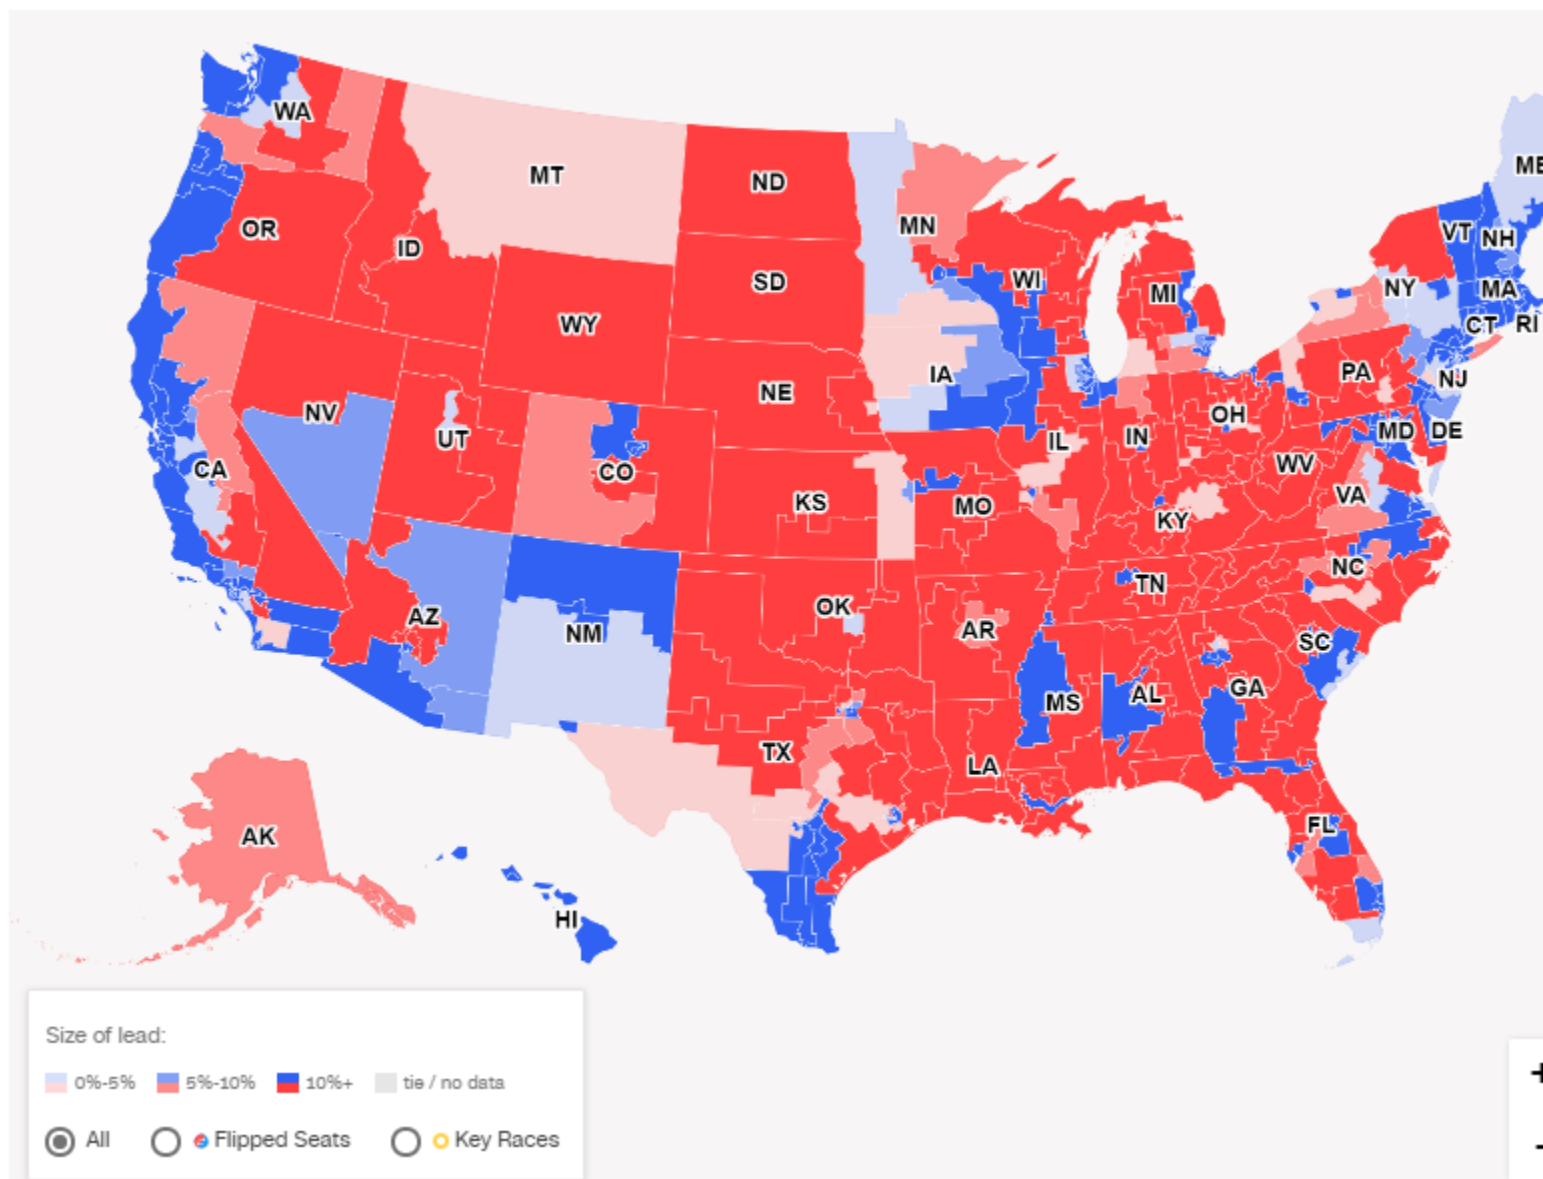 WA
MT
ND
MN
ME
OR
ID
SD
WI
MI
VT
NH
NY
MA
WY
CT
RI
NE
IA
PA
NJ
NV
UT
CO
IL
IN
OH
MD
DE
CA
KS
MO
WV
VA
KY
NC
TN
AZ
NM
OK
AR
SC
MS
AL
GA
TX
LA
AK
HI
FL
Size of lead:
0%-5% 5%-10% 10%+ tie / no data
All Flipped Seats Key Races
+
-